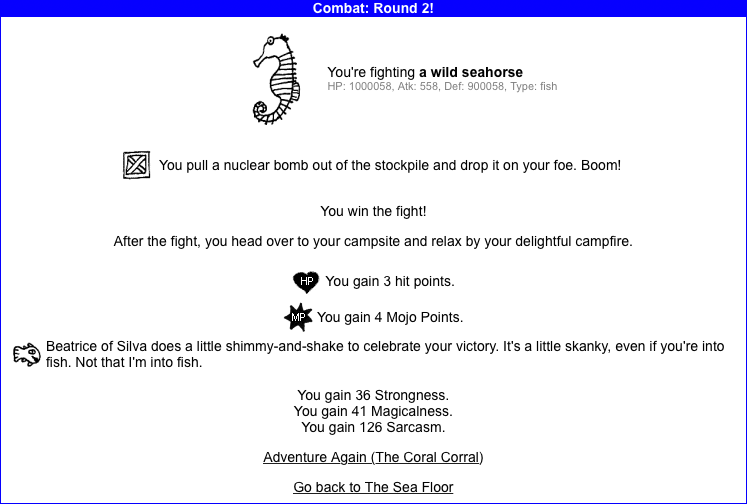 Combat: Round 2!
You're fighting a wild seahorse
HP: 1000058, Atk: 558, Def: 900058, Type: fish
You pull a nuclear bomb out of the stockpile and drop it on your foe. Boom!
You win the fight!
After the fight, you head over to your campsite and relax by your delightful campfire.
HP You gain 3 hit points.
MP You gain 4 Mojo Points.
Beatrice of Silva does a little shimmy-and-shake to celebrate your victory. It's a little skanky, even if you're into
fish. Not that I'm into fish.
You gain 36 Strongness.
You gain 41 Magicalness.
You gain 126 Sarcasm.
Adventure Again (The Coral Corral)
Go back to The Sea Floor